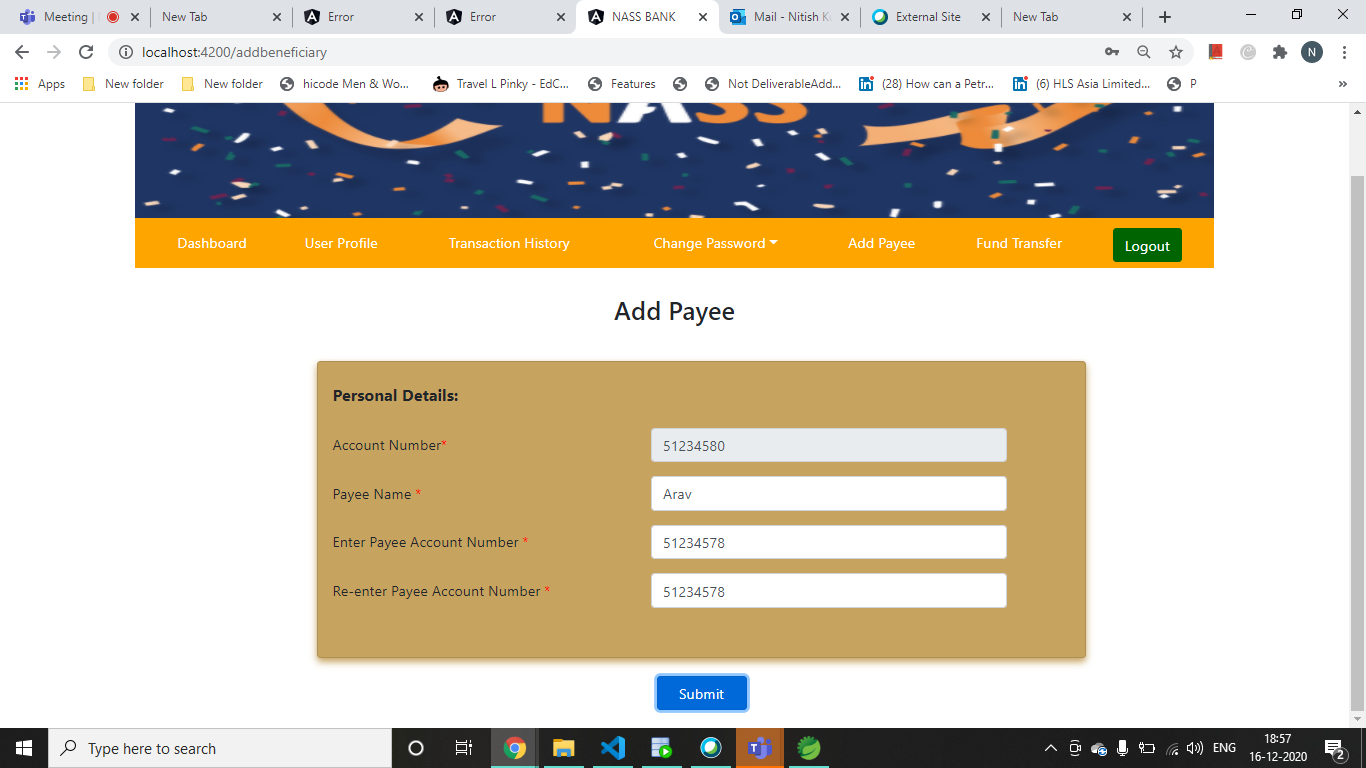 Meeting |
New Tab
Error
Error
NASS BANK
Mail - Nitish K
External Site
New Tab
localhost:4200/addbeneficiary
N
Apps
New folder
New folder
hicode Men & Wo...
Travel L Pinky - EdC...
Features
Not DeliverableAdd...
(28) How can a Petr...
(6) HLS Asia Limited...
P
»
NASS
Dashboard
User Profile
Transaction History
Change Password
Add Payee
Fund Transfer
Logout
Add Payee
Personal Details:
Account Number*
51234580
Payee Name *
Arav
Enter Payee Account Number *
51234578
Re-enter Payee Account Number *
51234578
Submit
Type here to search
ENG
18:57
16-12-2020
2